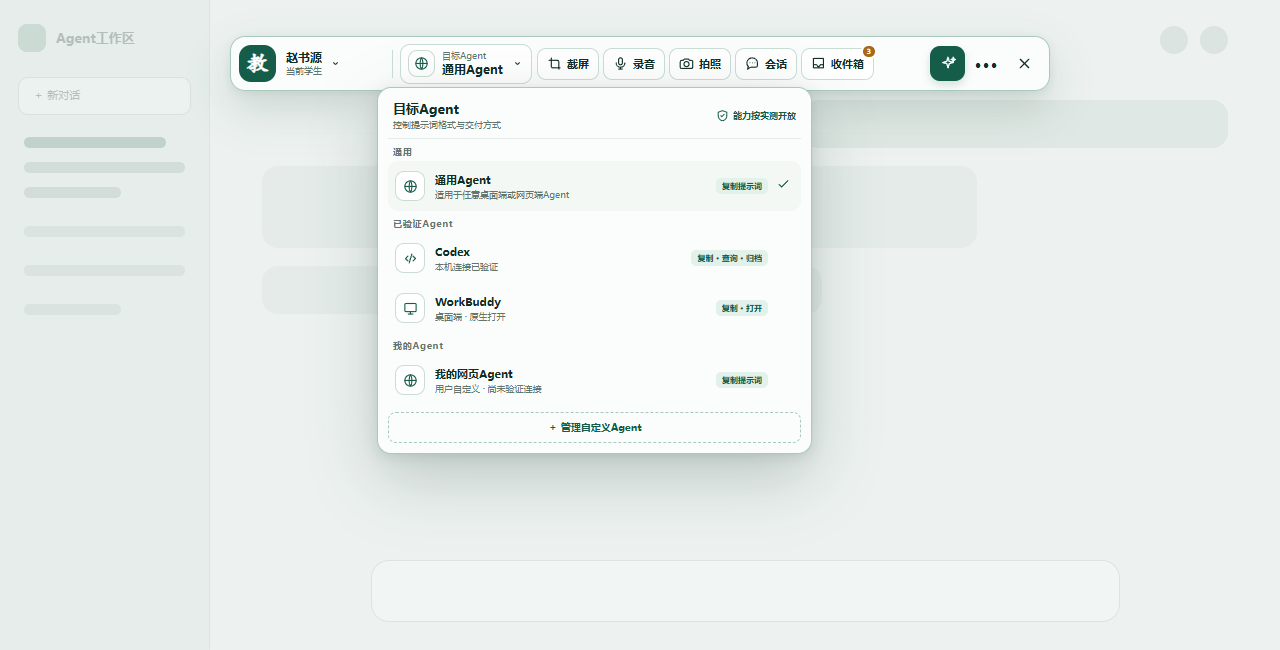 Agent工作区
+ 新对话
教
赵书源
当前学生
目标Agent
通用Agent
截屏
录音
拍照
会话
收件箱
3
目标Agent
控制提示词格式与交付方式
能力按实测开放
通用
通用Agent
适用于任意桌面端或网页端Agent
复制提示词
已验证Agent
Codex
本机连接已验证
复制·查询·归档
WorkBuddy
桌面端 · 原生打开
复制·打开
我的Agent
我的网页Agent
用户自定义 · 尚未验证连接
复制提示词
+ 管理自定义Agent